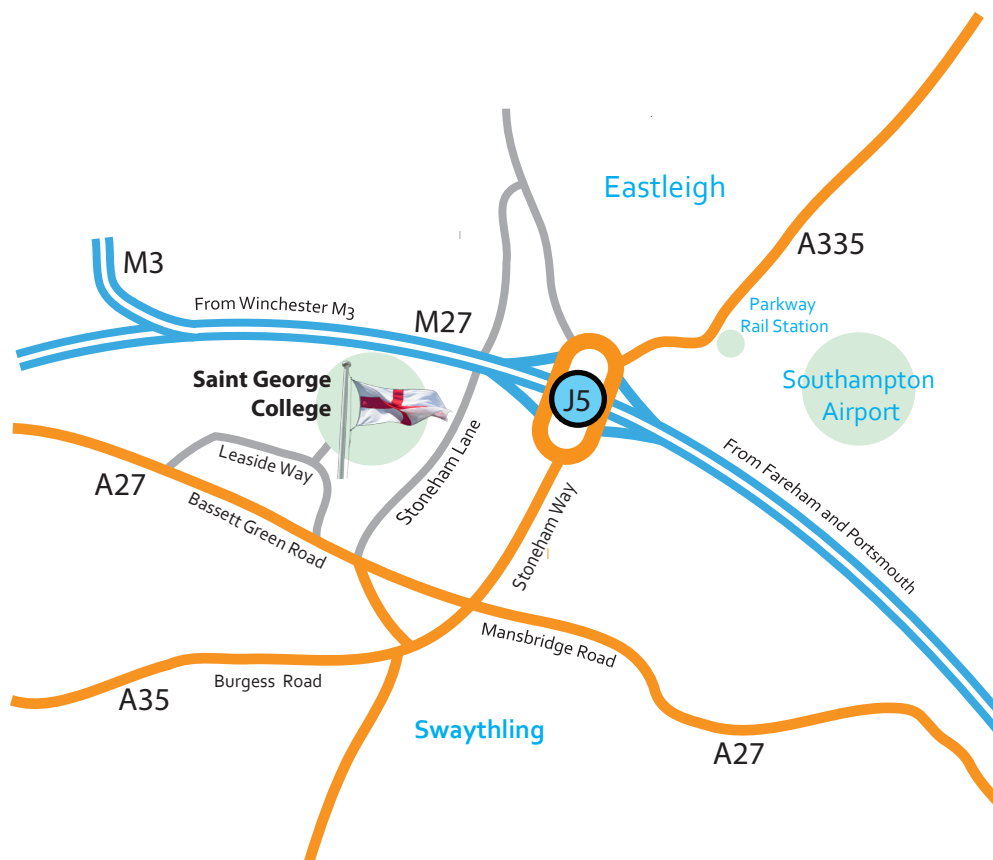 Eastleigh
A335
M3
Parkway
Rail Station
From Winchester M3
M27
Saint George
College
J5
Southampton
Airport
Leaside Way
Stoneham Lane
A27
Bassett Green Road
Stoneham Way
From Fareham and Portsmouth
Mansbridge Road
Burgess Road
A35
Swaythling
A27